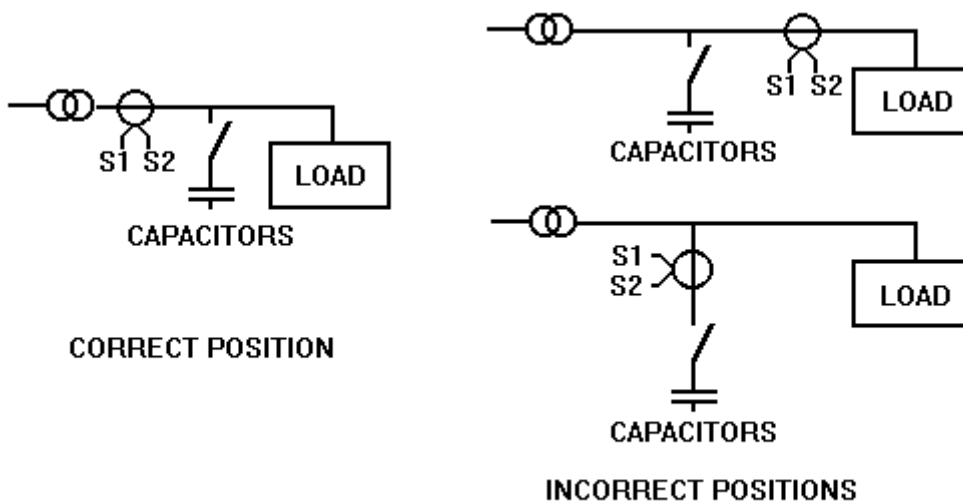 S1 S2
LOAD
CAPACITORS
CORRECT POSITION
S1 S2
LOAD
CAPACITORS
S1
S2
LOAD
CAPACITORS
INCORRECT POSITIONS